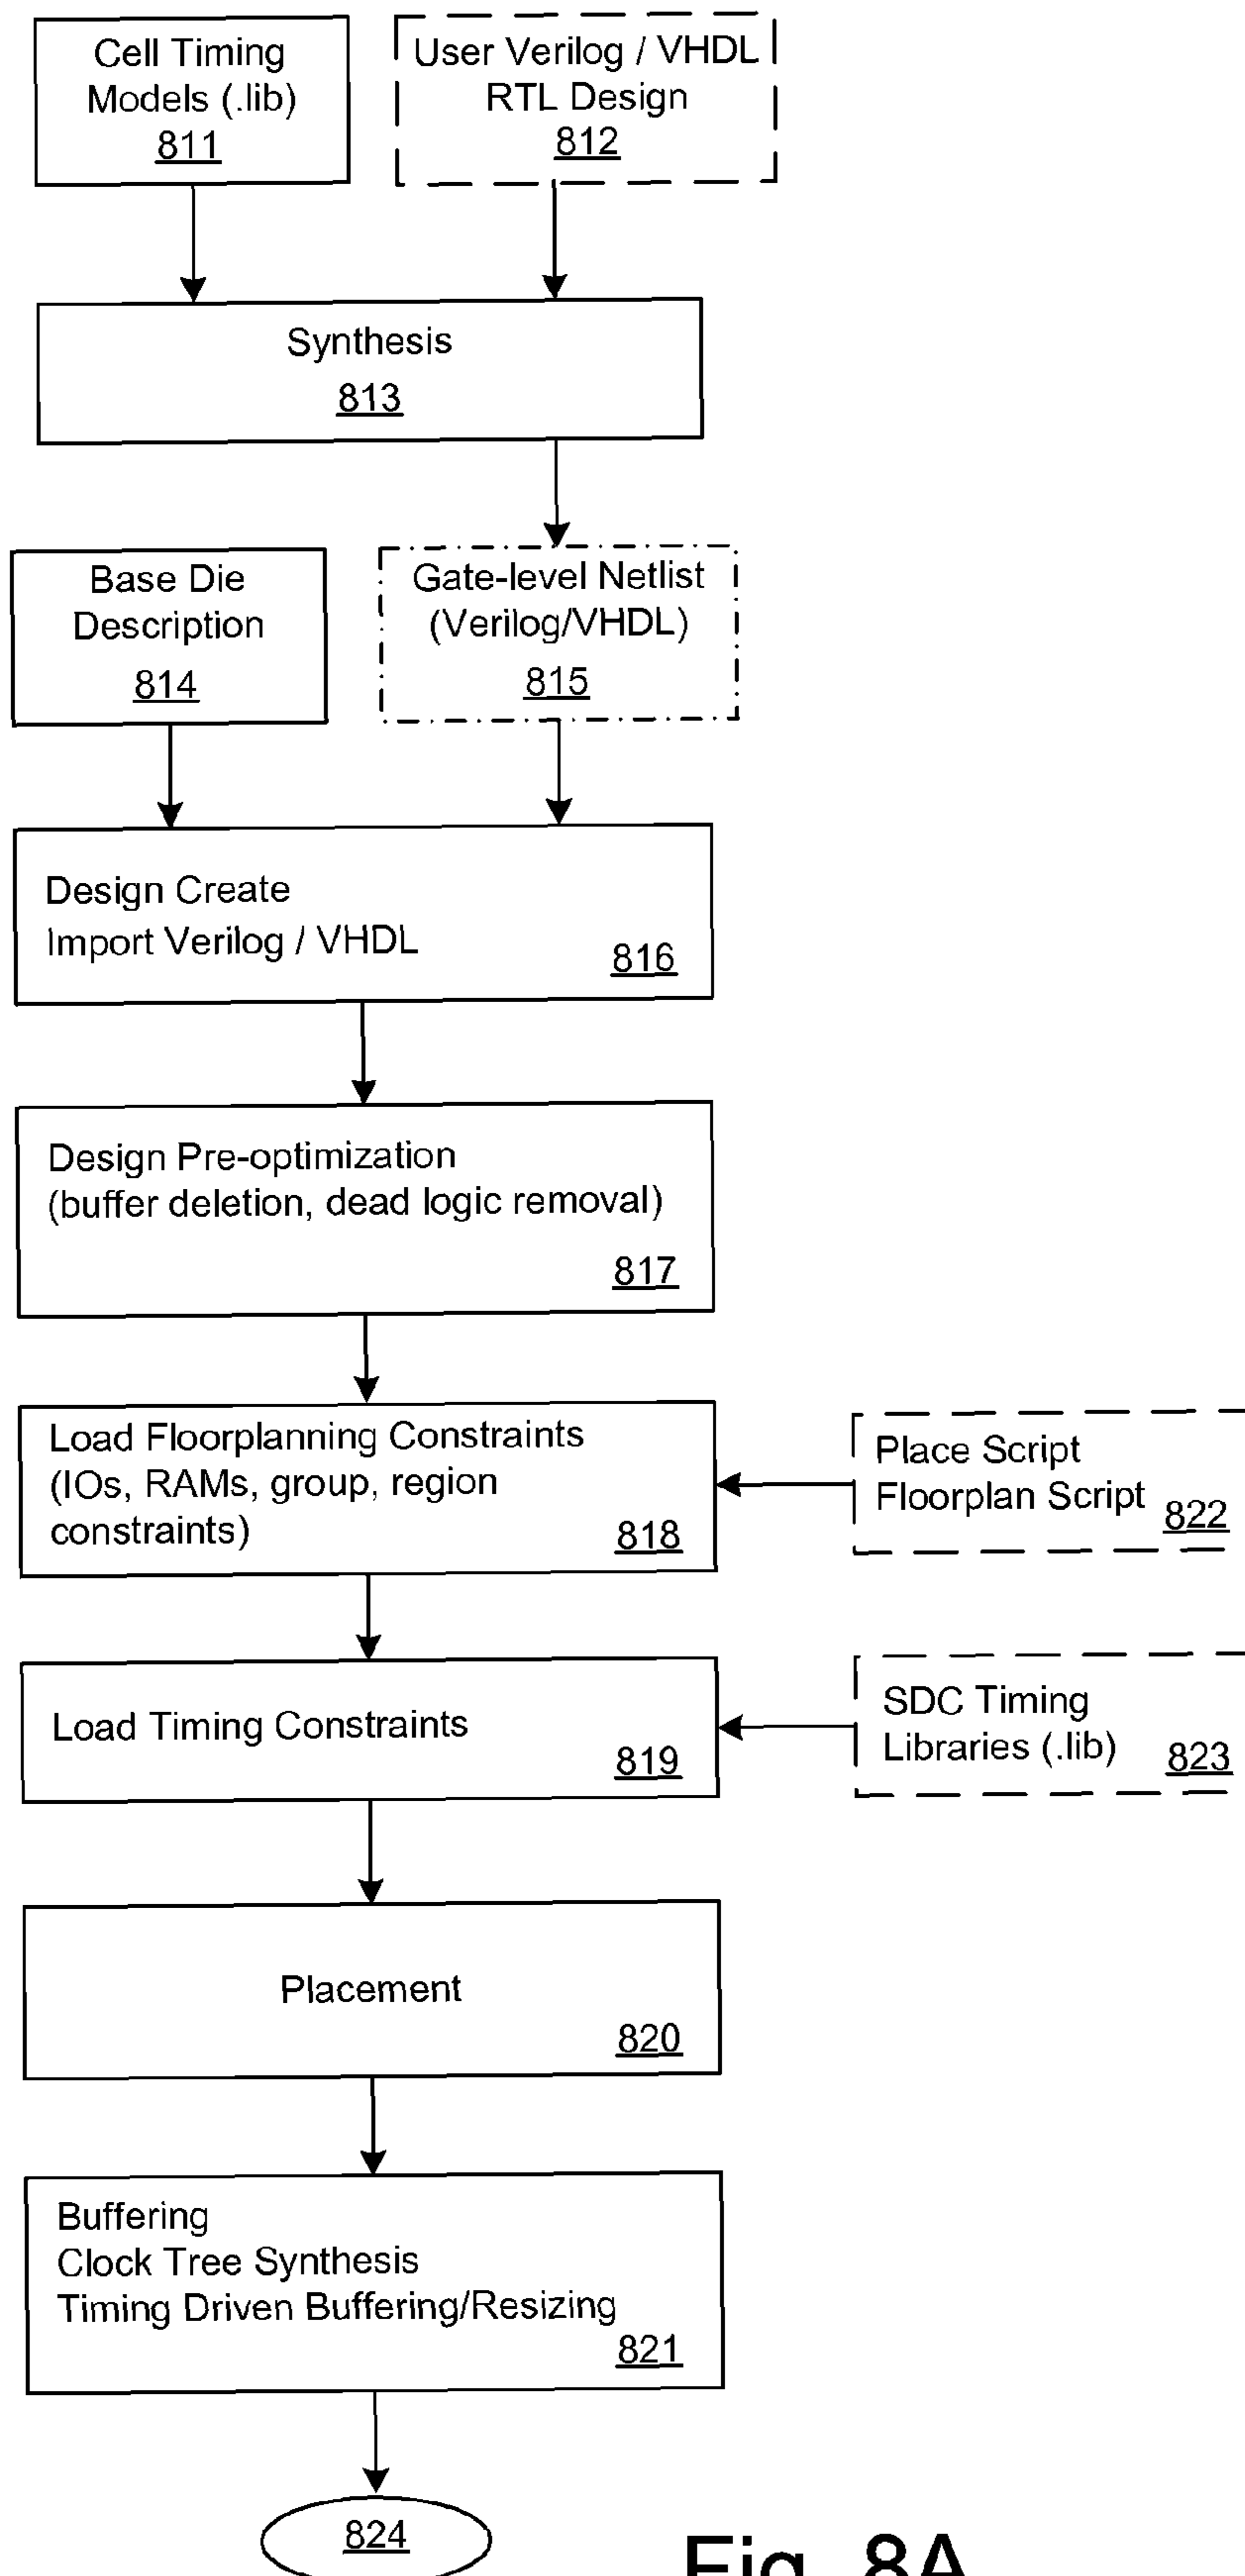 Cell Timing
Models (.lib)
811
User Verilog / VHDL
RTL Design
812
Synthesis
813
Base Die
Description
814
Gate-level Netlist
(Verilog/VHDL)
815
Design Create
Import Verilog / VHDL
816
Design Pre-optimization
(buffer deletion, dead logic removal)
817
Load Floorplanning Constraints
(IOs, RAMs, group, region
constraints)
818
Place Script
Floorplan Script
822
Load Timing Constraints
819
SDC Timing
Libraries (.lib)
823
Placement
820
Buffering
Clock Tree Synthesis
Timing Driven Buffering/Resizing
821
824
Fig. 8A